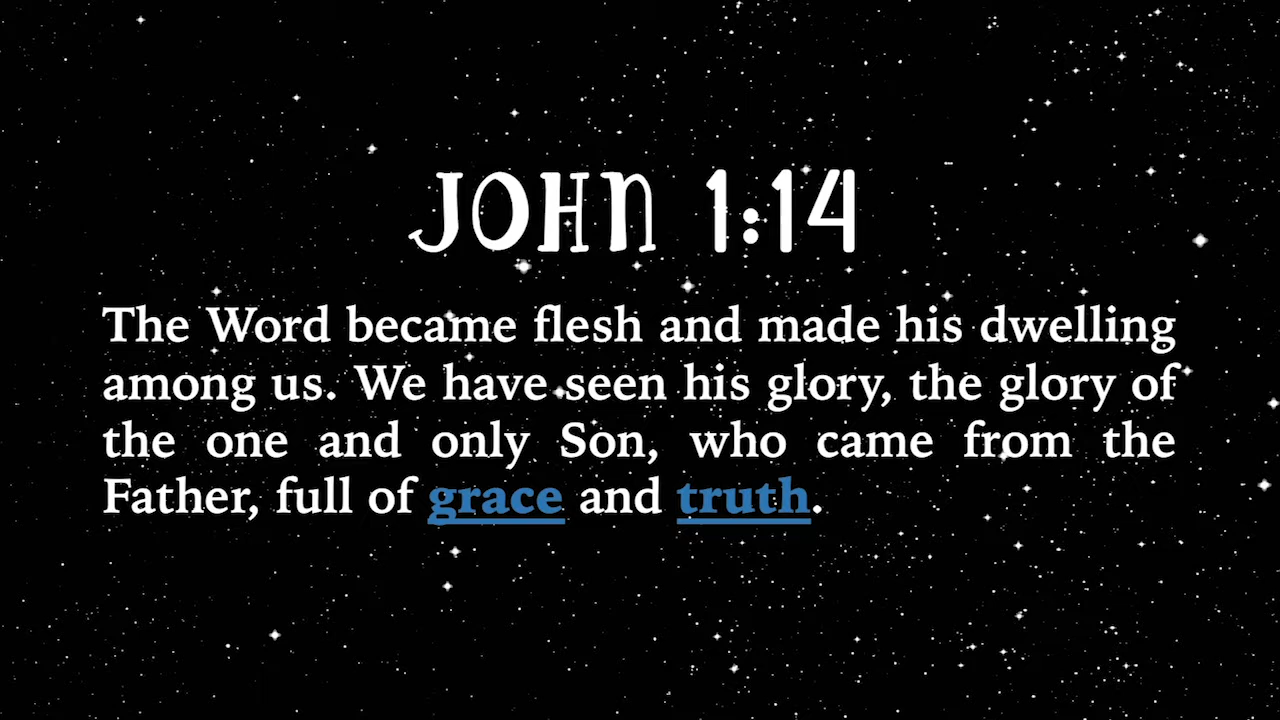 JOHN 1:14
The Word became flesh and made his dwelling
among us. We have seen his glory, the glory of
the one and only Son, who came from the
Father, full of grace and truth.